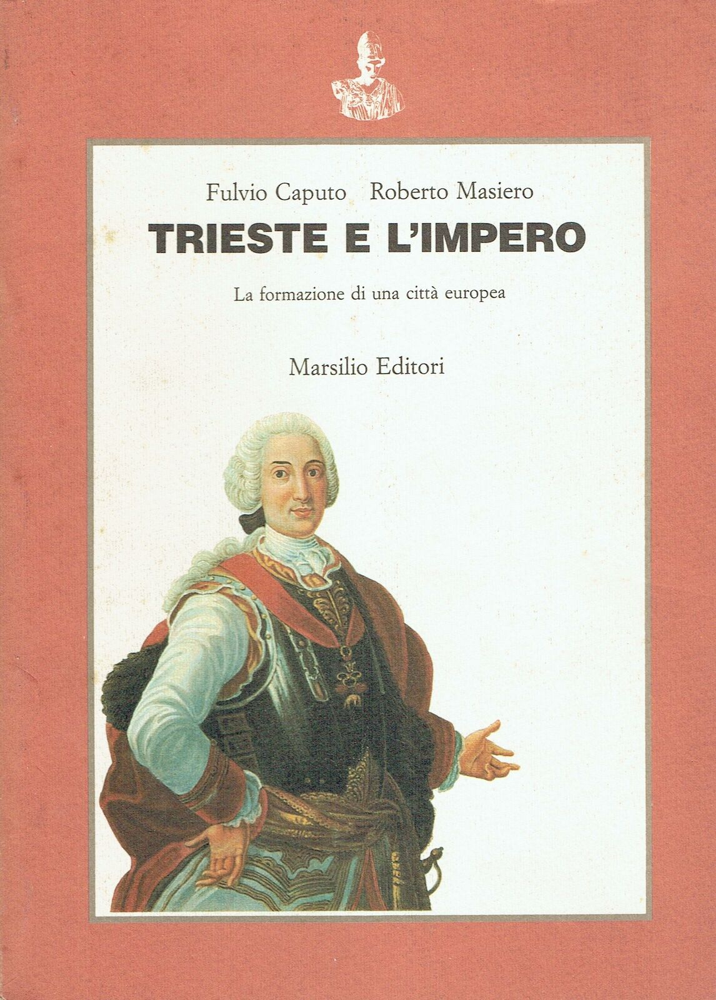 Fulvio Caputo Roberto Masiero
TRIESTE E L'IMPERO
La formazione di una città europea
Marsilio Editori